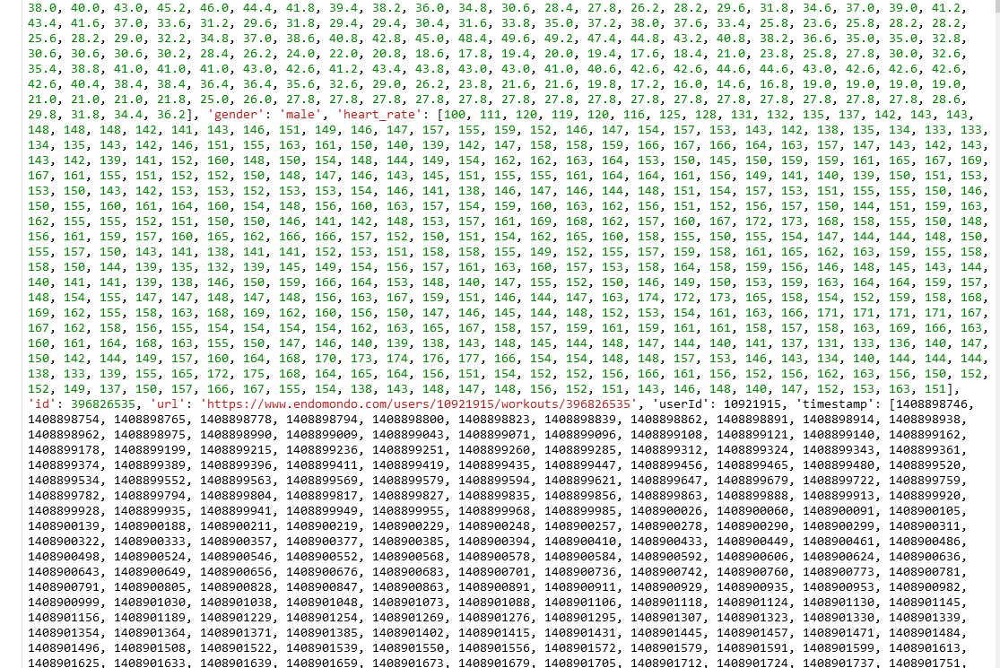 38.0, 40.0, 43.0, 45.2, 46.0, 44.4, 41.8, 39.4, 38.2, 36.0, 34.8, 30.6, 28.4, 27.8, 26.2, 28.2, 29.6, 31.8, 34.6, 37.0, 39.0, 41.2,
43.4, 41.6, 37.0, 33.6, 31.2, 29.6, 31.8, 29.4, 29.4, 30.4, 31.6, 33.8, 35.0, 37.2, 38.0, 37.6, 33.4, 25.8, 23.6, 25.8, 28.2, 28.2,
25.6, 28.2, 29.0, 32.2, 34.8, 37.0, 38.6, 40.8, 42.8, 45.0, 48.4, 49.6, 49.2, 47.4, 44.8, 43.2, 40.8, 38.2, 36.6, 35.0, 35.0, 32.8,
30.6, 30.6, 30.6, 30.2, 28.4, 26.2, 24.0, 22.0, 20.8, 18.6, 17.8, 19.4, 20.0, 19.4, 17.6, 18.4, 21.0, 23.8, 25.8, 27.8, 30.0, 32.6,
35.4, 38.8, 41.0, 41.0, 41.0, 43.0, 42.6, 41.2, 43.4, 43.8, 43.0, 43.0, 41.0, 40.6, 42.6, 42.6, 44.6, 44.6, 43.0, 42.6, 42.6, 42.6,
42.6, 40.4, 38.4, 38.4, 36.4, 36.4, 35.6, 32.6, 29.0, 26.2, 23.8, 21.6, 21.6, 19.8, 17.2, 16.0, 14.6, 16.8, 19.0, 19.0, 19.0, 19.0,
21.0, 21.0, 21.0, 21.8, 25.0, 26.0, 27.8, 27.8, 27.8, 27.8, 27.8, 27.8, 27.8, 27.8, 27.8, 27.8, 27.8, 27.8, 27.8, 27.8, 27.8, 28.6,
29.8, 31.8, 34.4, 36.2], 'gender': 'male', 'heart_rate': [100, 111, 120, 119, 120, 116, 125, 128, 131, 132, 135, 137, 142, 143, 143,
148, 148, 148, 142, 141, 143, 146, 151, 149, 146, 147, 157, 155, 159, 152, 146, 147, 154, 157, 153, 143, 142, 138, 135, 134, 133, 133,
134, 135, 143, 142, 146, 151, 155, 163, 161, 150, 140, 139, 142, 147, 158, 158, 159, 166, 167, 166, 164, 163, 157, 147, 143, 142, 143,
143, 142, 139, 141, 152, 160, 148, 150, 154, 148, 144, 149, 154, 162, 162, 163, 164, 153, 150, 145, 150, 159, 159, 161, 165, 167, 169,
167, 161, 155, 151, 152, 152, 150, 148, 147, 146, 143, 145, 151, 155, 155, 161, 164, 164, 161, 156, 149, 141, 140, 139, 150, 151, 153,
153, 150, 143, 142, 153, 153, 152, 153, 153, 154, 146, 141, 138, 146, 147, 146, 144, 148, 151, 154, 157, 153, 151, 155, 155, 150, 146,
150, 155, 160, 161, 164, 160, 154, 148, 156, 160, 163, 157, 154, 159, 160, 163, 162, 156, 151, 152, 156, 157, 150, 144, 151, 159, 163,
162, 155, 155, 152, 151, 150, 150, 146, 141, 142, 148, 153, 157, 161, 169, 168, 162, 157, 160, 167, 172, 173, 168, 158, 155, 150, 148,
156, 161, 159, 157, 160, 165, 162, 166, 166, 157, 152, 150, 151, 154, 162, 165, 160, 158, 155, 150, 155, 154, 147, 144, 144, 148, 150,
155, 157, 150, 143, 141, 138, 141, 141, 152, 153, 151, 158, 158, 155, 149, 152, 155, 157, 159, 158, 161, 165, 162, 163, 159, 155, 158,
158, 150, 144, 139, 135, 132, 139, 145, 149, 154, 156, 157, 161, 163, 160, 157, 153, 158, 164, 158, 159, 156, 146, 148, 145, 143, 144,
140, 141, 141, 139, 138, 146, 150, 159, 166, 164, 153, 148, 140, 147, 155, 152, 150, 146, 149, 150, 153, 159, 163, 164, 164, 159, 157,
148, 154, 155, 147, 147, 148, 147, 148, 156, 163, 167, 159, 151, 146, 144, 147, 163, 174, 172, 173, 165, 158, 154, 152, 159, 158, 168,
169, 162, 155, 158, 163, 168, 169, 162, 160, 156, 150, 147, 146, 145, 144, 148, 152, 153, 154, 161, 163, 166, 171, 171, 171, 171, 167,
167, 162, 158, 156, 155, 154, 154, 154, 154, 162, 163, 165, 167, 158, 157, 159, 161, 159, 161, 161, 158, 157, 158, 163, 169, 166, 163,
160, 161, 164, 168, 163, 155, 150, 147, 146, 140, 139, 138, 143, 148, 145, 144, 148, 147, 144, 140, 141, 137, 131, 133, 136, 140, 147,
150, 142, 144, 149, 157, 160, 164, 168, 170, 173, 174, 176, 177, 166, 154, 154, 148, 148, 157, 153, 146, 143, 134, 140, 144, 144, 144,
138, 133, 139, 155, 165, 172, 175, 168, 164, 165, 164, 156, 151, 154, 152, 152, 156, 166, 161, 156, 152, 156, 162, 163, 156, 150, 152,
152, 149, 137, 150, 157, 166, 167, 155, 154, 138, 143, 148, 147, 148, 156, 152, 151, 143, 146, 148, 140, 147, 152, 153, 163, 151],
'id': 396826535, 'url': 'https://www.endomondo.com/users/10921915/workouts/396826535', 'userId': 10921915, 'timestamp': [1408898746,
1408898754, 1408898765, 1408898778, 1408898794, 1408898800, 1408898823, 1408898839, 1408898862, 1408898891, 1408898914, 1408898938,
1408898962, 1408898975, 1408898990, 1408899009, 1408899043, 1408899071, 1408899096, 1408899108, 1408899121, 1408899140, 1408899162,
1408899178, 1408899199, 1408899215, 1408899236, 1408899251, 1408899260, 1408899285, 1408899312, 1408899324, 1408899343, 1408899361,
1408899374, 1408899389, 1408899396, 1408899411, 1408899419, 1408899435, 1408899447, 1408899456, 1408899465, 1408899480, 1408899520,
1408899534, 1408899552, 1408899563, 1408899569, 1408899579, 1408899594, 1408899621, 1408899647, 1408899679, 1408899722, 1408899759,
1408899782, 1408899794, 1408899804, 1408899817, 1408899827, 1408899835, 1408899856, 1408899863, 1408899888, 1408899913, 1408899920,
1408899928, 1408899935, 1408899941, 1408899949, 1408899955, 1408899968, 1408899985, 1408900026, 1408900060, 1408900091, 1408900105,
1408900139, 1408900188, 1408900211, 1408900219, 1408900229, 1408900248, 1408900257, 1408900278, 1408900290, 1408900299, 1408900311,
1408900322, 1408900333, 1408900357, 1408900377, 1408900385, 1408900394, 1408900410, 1408900433, 1408900449, 1408900461, 1408900486,
1408900498, 1408900524, 1408900546, 1408900552, 1408900568, 1408900578, 1408900584, 1408900592, 1408900606, 1408900624, 1408900636,
1408900643, 1408900649, 1408900656, 1408900676, 1408900683, 1408900701, 1408900736, 1408900742, 1408900760, 1408900773, 1408900781,
1408900791, 1408900805, 1408900828, 1408900847, 1408900863, 1408900891, 1408900911, 1408900929, 1408900935, 1408900953, 1408900982,
1408900999, 1408901030, 1408901038, 1408901048, 1408901073, 1408901088, 1408901106, 1408901118, 1408901124, 1408901130, 1408901145,
1408901156, 1408901189, 1408901229, 1408901254, 1408901269, 1408901276, 1408901295, 1408901307, 1408901323, 1408901330, 1408901339,
1408901354, 1408901364, 1408901371, 1408901385, 1408901402, 1408901415, 1408901431, 1408901445, 1408901457, 1408901471, 1408901484,
1408901496, 1408901508, 1408901522, 1408901539, 1408901550, 1408901556, 1408901572, 1408901579, 1408901591, 1408901599, 1408901613,
1408901625, 1408901633, 1408901639, 1408901659, 1408901673, 1408901679, 1408901705, 1408901712, 1408901724, 1408901737, 1408901751,